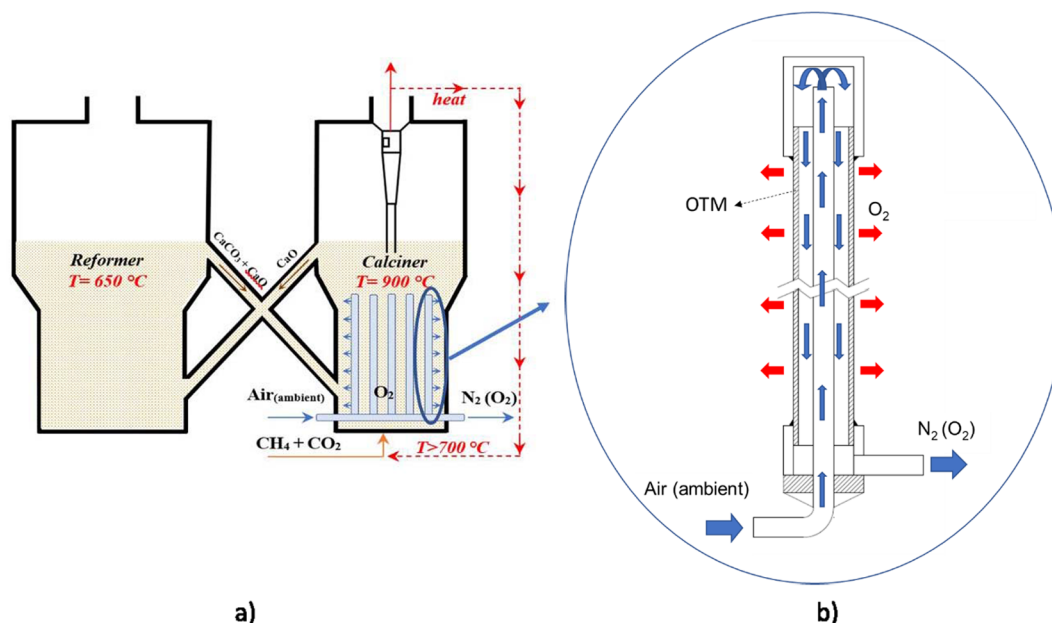 heat
CaCO3 + CaO
CaO
Reformer
T= 650 °C
Calciner
T= 900 °C
O2
Air(ambient)
N2 (O2)
CH4 + CO2
T>700 °C
a)
OTM
O2
N2 (O2)
Air (ambient)
b)